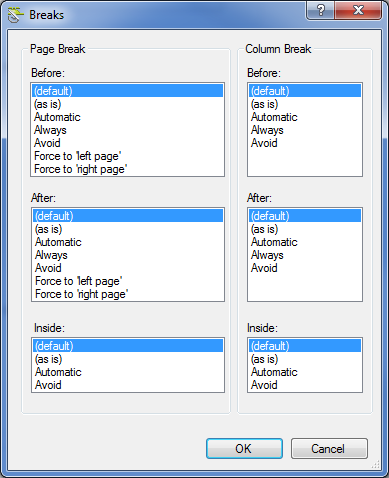 Breaks
Page Break
Before:
(default)
(as is)
Automatic
Always
Avoid
Force to 'left page'
Force to 'right page'
After:
(default)
(as is)
Automatic
Always
Avoid
Force to 'left page'
Force to 'right page'
Inside:
(default)
(as is)
Automatic
Avoid
Column Break
Before:
(default)
(as is)
Automatic
Always
Avoid
After:
(default)
(as is)
Automatic
Always
Avoid
Inside:
(default)
(as is)
Automatic
Avoid
OK
Cancel